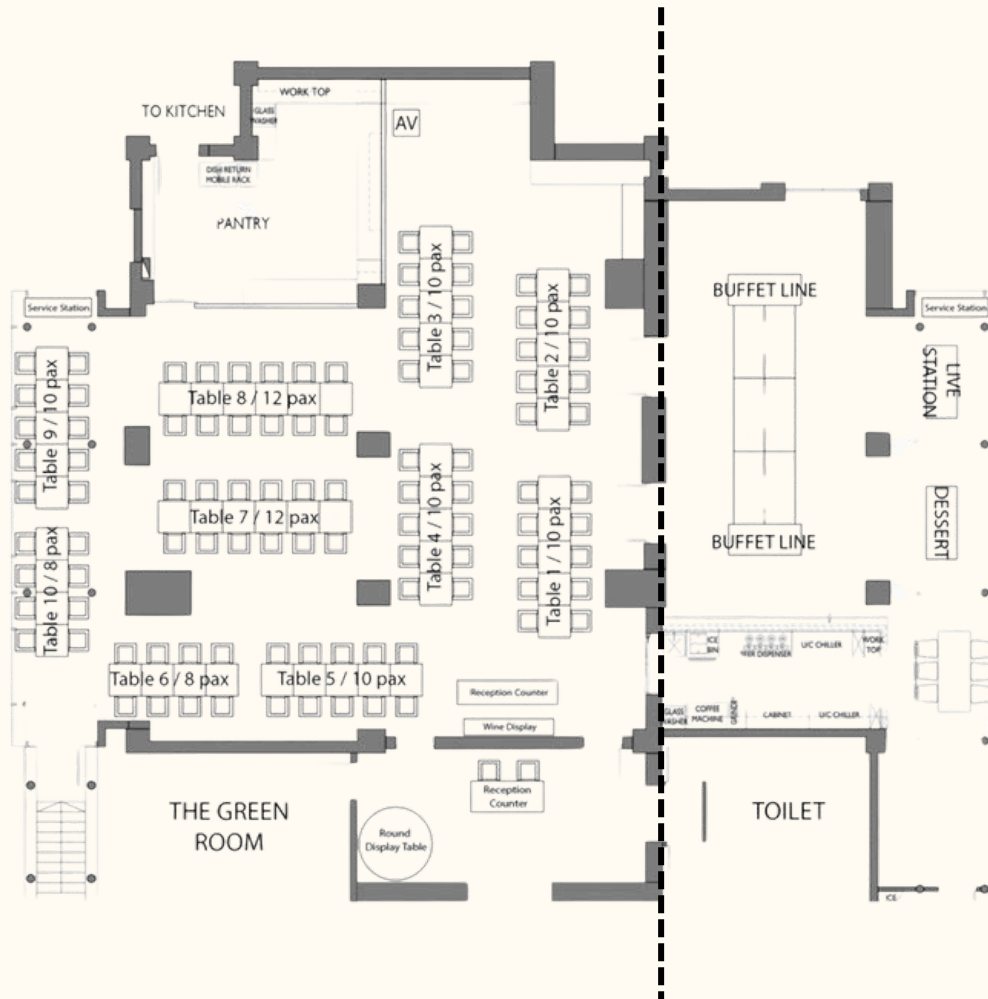 WORK TOP
TO KITCHEN
GLASS
WASHER
AV
DISH RETURN
MOBILE RACK
PANTRY
Table 3 / 10 pax
Table 2 / 10 pax
BUFFET LINE
Service Station
Service Station
Table 9 / 10 pax
Table 8 / 12 pax
LIVE
STATION
Table 4 / 10 pax
Table 7 / 12 pax
Table 1 / 10 pax
DESSERT
BUFFET LINE
Table 10 / 8 pax
ICE
BIN
BEER DISPENSER
U/C CHILLER
WORK
TOP
Table 6 / 8 pax
Table 5 / 10 pax
Reception Counter
GLASS
WASHER
COFFEE
MACHINE
CABINET
U/C CHILLER
Wine Display
Reception
Counter
THE GREEN
ROOM
TOILET
Round
Display Table
ICE